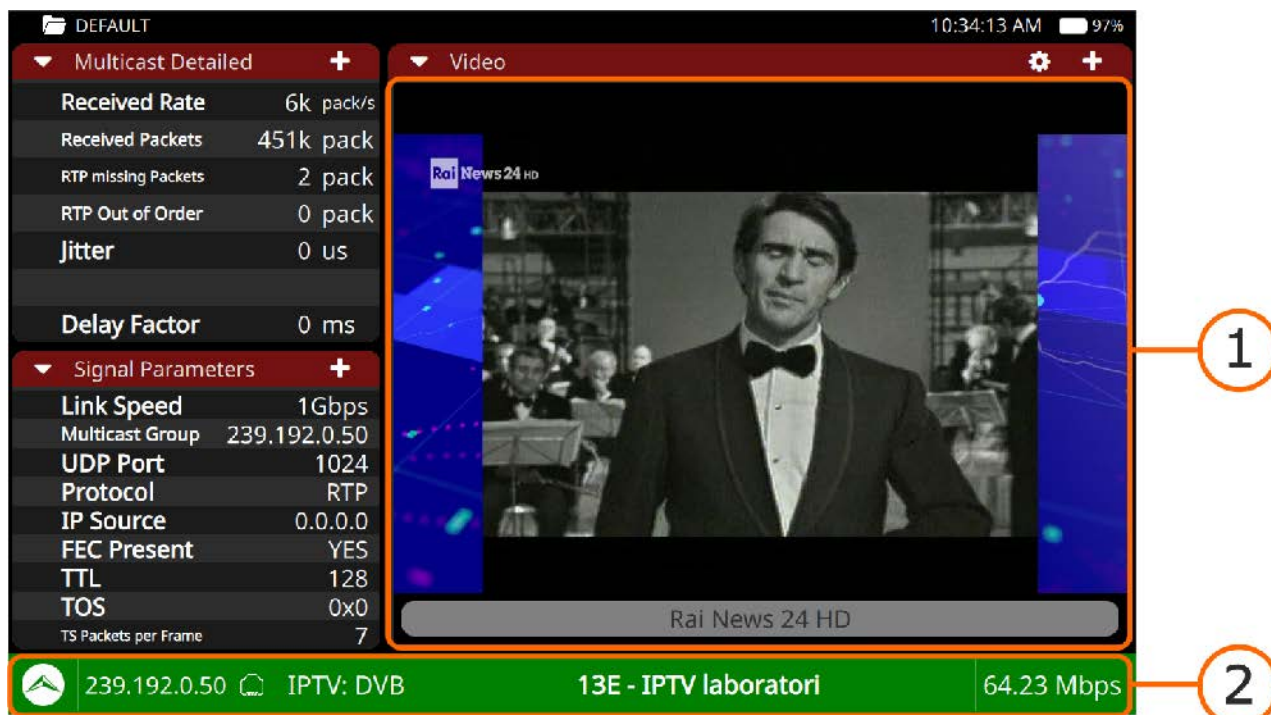 DEFAULT 10:34:13 AM 97%
Multicast Detailed +
Received Rate 6k pack/s
Received Packets 451k pack
RTP missing Packets 2 pack
RTP Out of Order 0 pack
Jitter 0 us
Delay Factor 0 ms
Signal Parameters +
Link Speed 1Gbps
Multicast Group 239.192.0.50
UDP Port 1024
Protocol RTP
IP Source 0.0.0.0
FEC Present YES
TTL 128
TOS 0x0
TS Packets per Frame 7
Video +
Rai News 24 HD
Rai News 24 HD
1
239.192.0.50 IPTV: DVB 13E - IPTV laboratori 64.23 Mbps
2